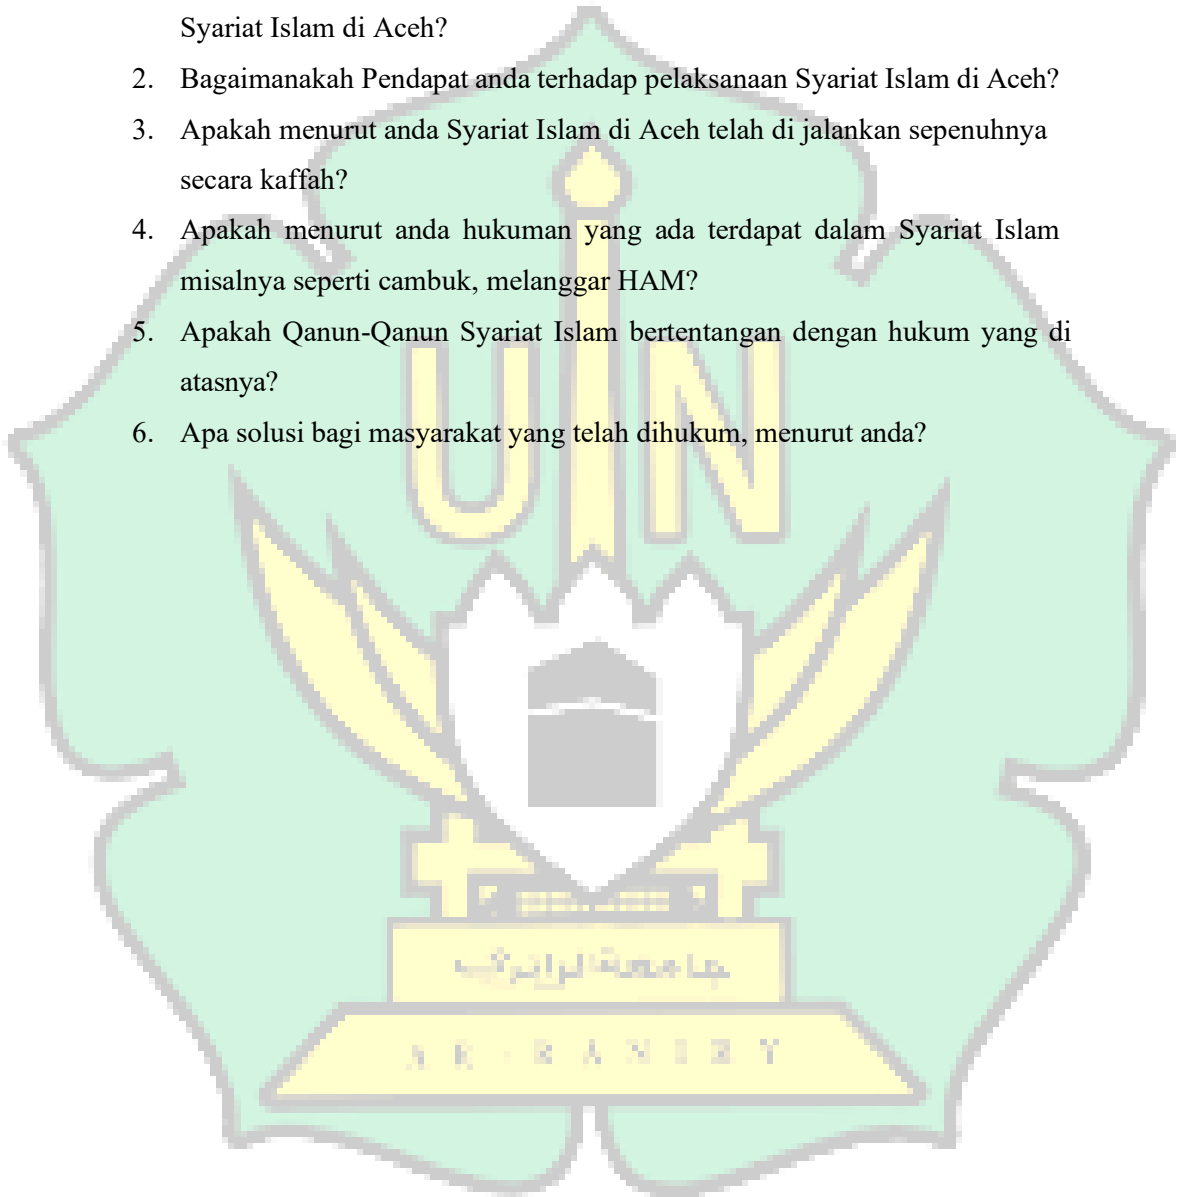 Syariat Islam di Aceh?
2. Bagaimanakah Pendapat anda terhadap pelaksanaan Syariat Islam di Aceh?
3. Apakah menurut anda Syariat Islam di Aceh telah di jalankan sepenuhnya
secara kaffah?
4. Apakah menurut anda hukuman yang ada terdapat dalam Syariat Islam
misalnya seperti cambuk, melanggar HAM?
5. Apakah Qanun-Qanun Syariat Islam bertentangan dengan hukum yang di
atasnya?
6. Apa solusi bagi masyarakat yang telah dihukum, menurut anda?
UIN
جامعة الرانري
AR-RANIRY